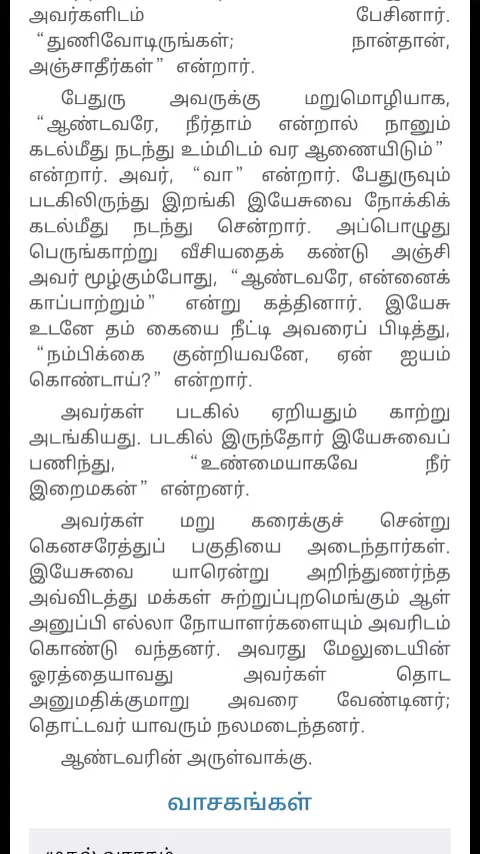 அவர்களிடம் பேசினார்.
“துணிவோடிருங்கள்; நான்தான்,
அஞ்சாதீர்கள்” என்றார்.
பேதுரு அவருக்கு மறுமொழியாக,
“ஆண்டவரே, நீர்தாம் என்றால் நானும்
கடல்மீது நடந்து உம்மிடம் வர ஆணையிடும்”
என்றார். அவர், “வா” என்றார். பேதுருவும்
படகிலிருந்து இறங்கி இயேசுவை நோக்கிக்
கடல்மீது நடந்து சென்றார். அப்பொழுது
பெருங்காற்று வீசியதைக் கண்டு அஞ்சி
அவர் மூழ்கும்போது, “ஆண்டவரே, என்னைக்
காப்பாற்றும்” என்று கத்தினார். இயேசு
உடனே தம் கையை நீட்டி அவரைப் பிடித்து,
“நம்பிக்கை குன்றியவனே, ஏன் ஐயம்
கொண்டாய்?” என்றார்.
அவர்கள் படகில் ஏறியதும் காற்று
அடங்கியது. படகில் இருந்தோர் இயேசுவைப்
பணிந்து, “உண்மையாகவே நீர்
இறைமகன்” என்றனர்.
அவர்கள் மறு கரைக்குச் சென்று
கெனசரேத்துப் பகுதியை அடைந்தார்கள்.
இயேசுவை யாரென்று அறிந்துணர்ந்த
அவ்விடத்து மக்கள் சுற்றுப்புறமெங்கும் ஆள்
அனுப்பி எல்லா நோயாளர்களையும் அவரிடம்
கொண்டு வந்தனர். அவரது மேலுடையின்
ஓரத்தையாவது அவர்கள் தொட
அனுமதிக்குமாறு அவரை வேண்டினர்;
தொட்டவர் யாவரும் நலமடைந்தனர்.
ஆண்டவரின் அருள்வாக்கு.
வாசகங்கள்